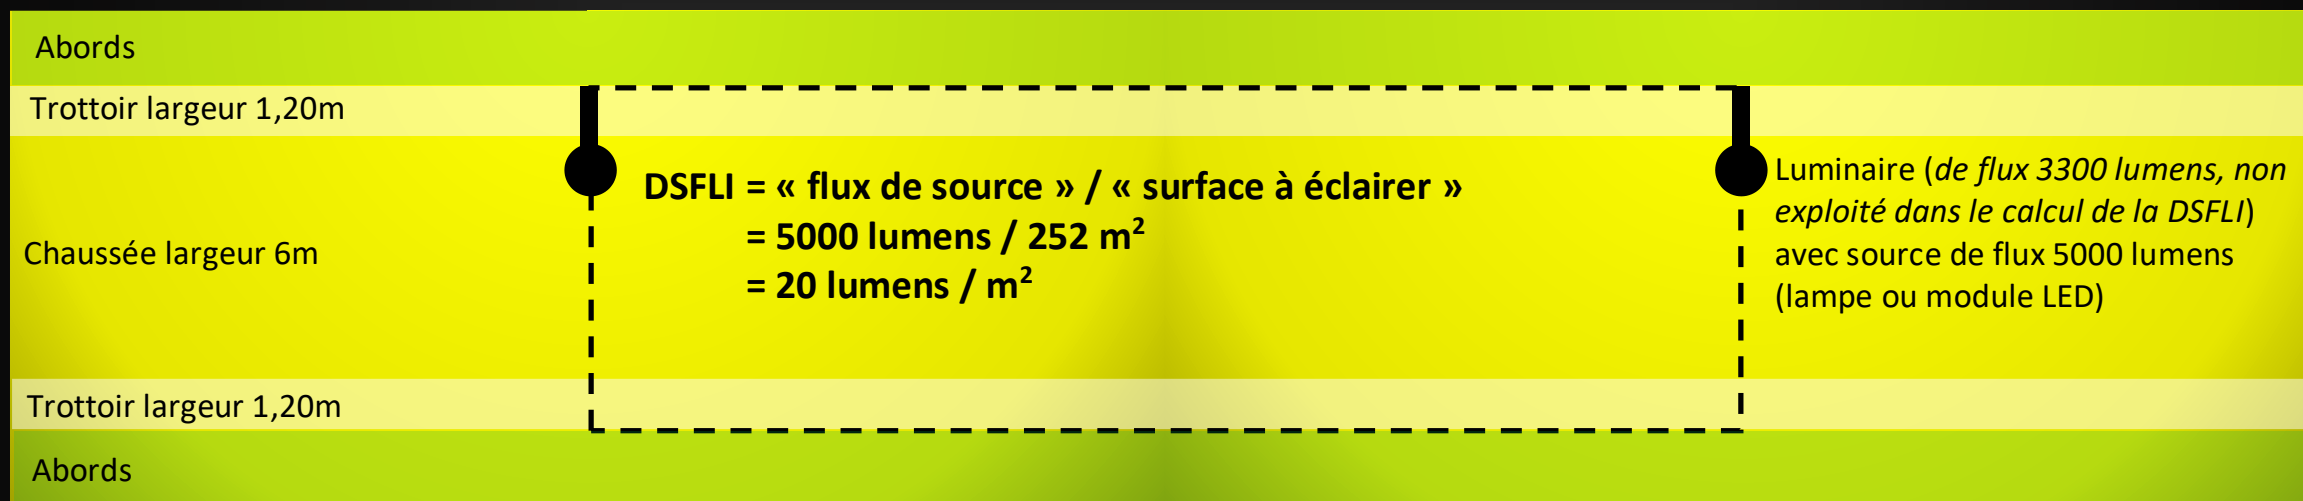 Abords
Trottoir largeur 1,20m
DSFLI = « flux de source » / « surface à éclairer »
= 5000 lumens / 252 m²
= 20 lumens / m²
Luminaire (de flux 3300 lumens, non
exploité dans le calcul de la DSFLI)
avec source de flux 5000 lumens
(lampe ou module LED)
Chaussée largeur 6m
Trottoir largeur 1,20m
Abords